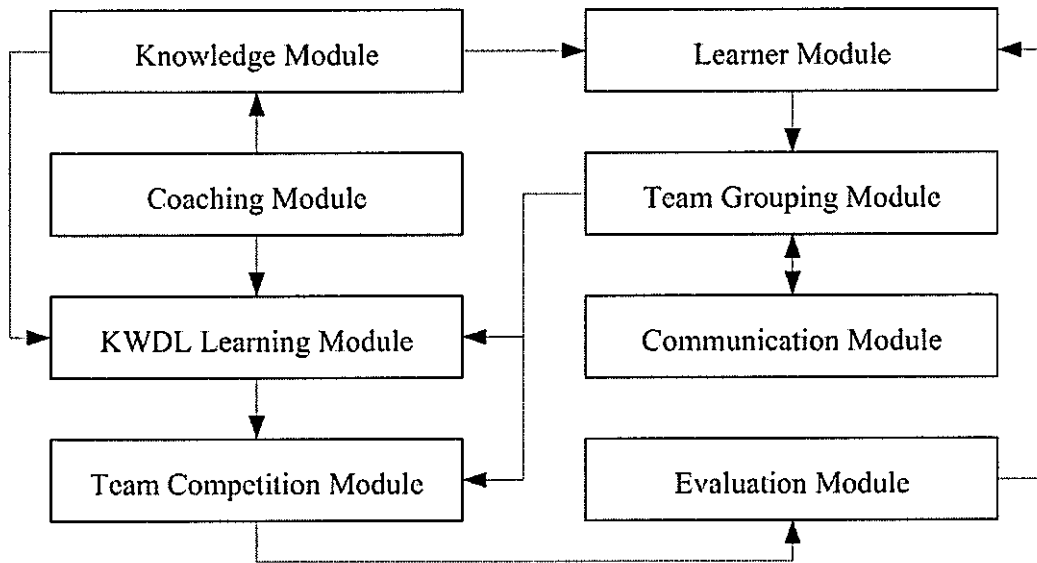 Knowledge Module
Learner Module
Coaching Module
Team Grouping Module
KWDL Learning Module
Communication Module
Team Competition Module
Evaluation Module